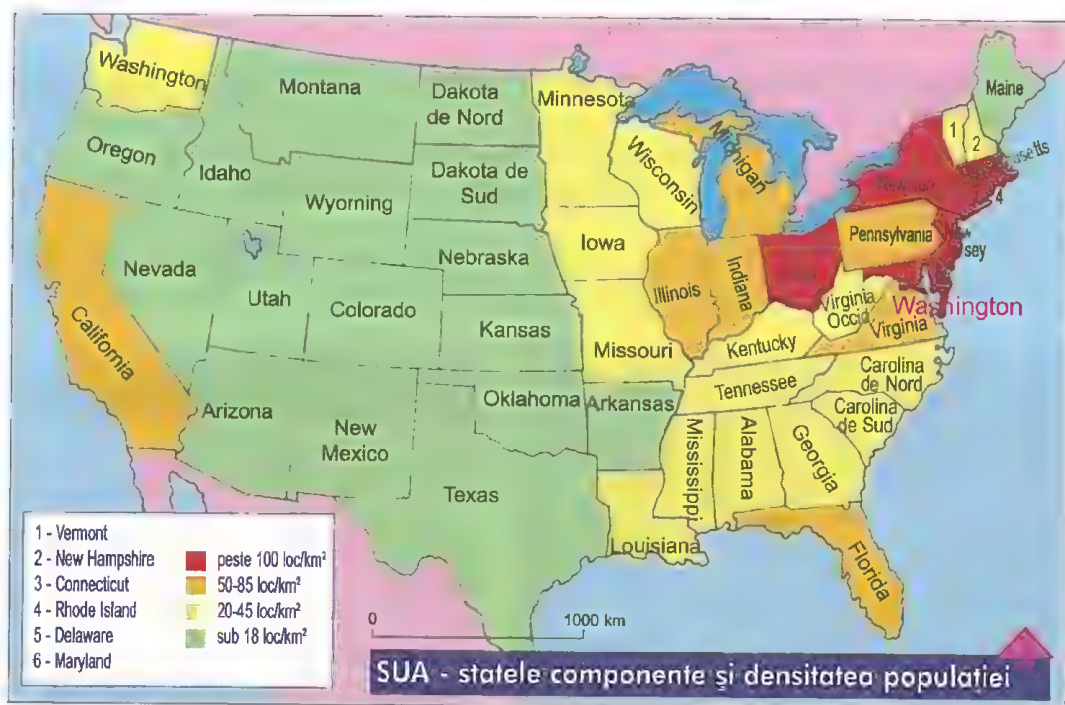 Washington
Montana
Dakota
de Nord
Minnesota
Maine
Oregon
Idaho
Dakota de
Sud
Wisconsin
Michigan
1
2
setts
4
Wyorning
Iowa
Pennsylvania
sey
Nevada
Nebraska
Illinois
Indiana
Utah
Colorado
Virginia
Occid.
Washington
Virginia
California
Kansas
Missouri
Kentucky
Carolina
de Nord
Tennessee
Arizona
New
Mexico
Oklahoma
Arkansas
Carolina
de Sud
Mississippi
Alabama
Georgia
Texas
Louisiana
Florida
1 - Vermont
2 - New Hampshire
3 - Connecticut
4 - Rhode Island
5 - Delaware
6 - Maryland
peste 100 loc/km²
50-85 loc/km²
20-45 loc/km²
sub 18 loc/km²
0
1000 km
SUA - statele componente și densitatea populației